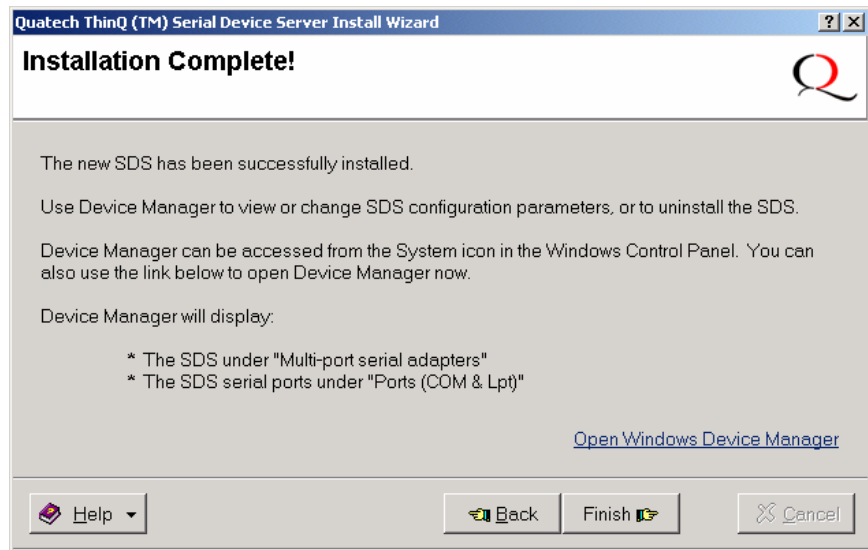 Quatech ThinQ (TM) Serial Device Server Install Wizard
Installation Complete!
The new SDS has been successfully installed.
Use Device Manager to view or change SDS configuration parameters, or to uninstall the SDS.
Device Manager can be accessed from the System icon in the Windows Control Panel. You can
also use the link below to open Device Manager now.
Device Manager will display:
* The SDS under "Multi-port serial adapters"
* The SDS serial ports under "Ports (COM & Lpt)"
Open Windows Device Manager
Help
Back
Finish
Cancel